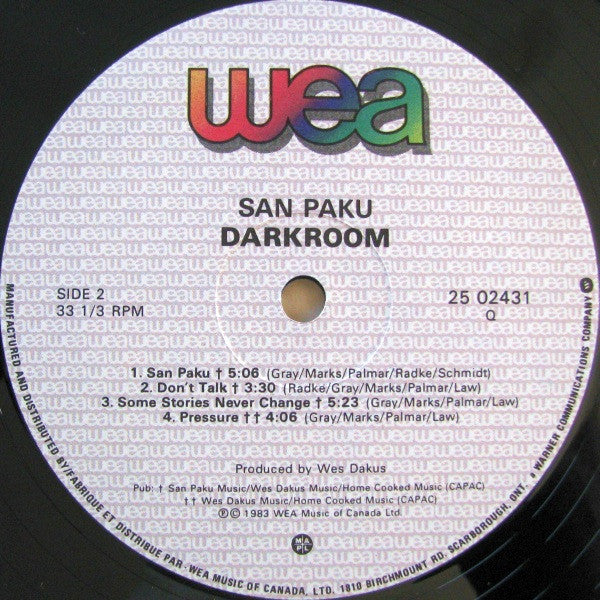 wea
SAN PAKU
DARKROOM
SIDE 2
33 1/3 RPM
25 02431
Q
1. San Paku † 5:06 (Gray/Marks/Palmar/Radke/Schmidt)
2. Don't Talk † 3:30 (Radke/Gray/Marks/Palmar/Law)
3. Some Stories Never Change † 5:23 (Gray/Marks/Palmar/Law)
4. Pressure †† 4:06 (Gray/Marks/Palmar/Law)
Produced by Wes Dakus
Pub: † San Paku Music/Wes Dakus Music/Home Cooked Music (CAPAC)
†† Wes Dakus Music/Home Cooked Music (CAPAC)
℗© 1983 WEA Music of Canada Ltd.
MAPL
MANUFACTURED AND DISTRIBUTED BY/FABRIQUE ET DISTRIBUE PAR - WEA MUSIC OF CANADA, LTD. 1810 BIRCHMOUNT RD. SCARBOROUGH, ONT. a WARNER COMMUNICATIONS COMPANY